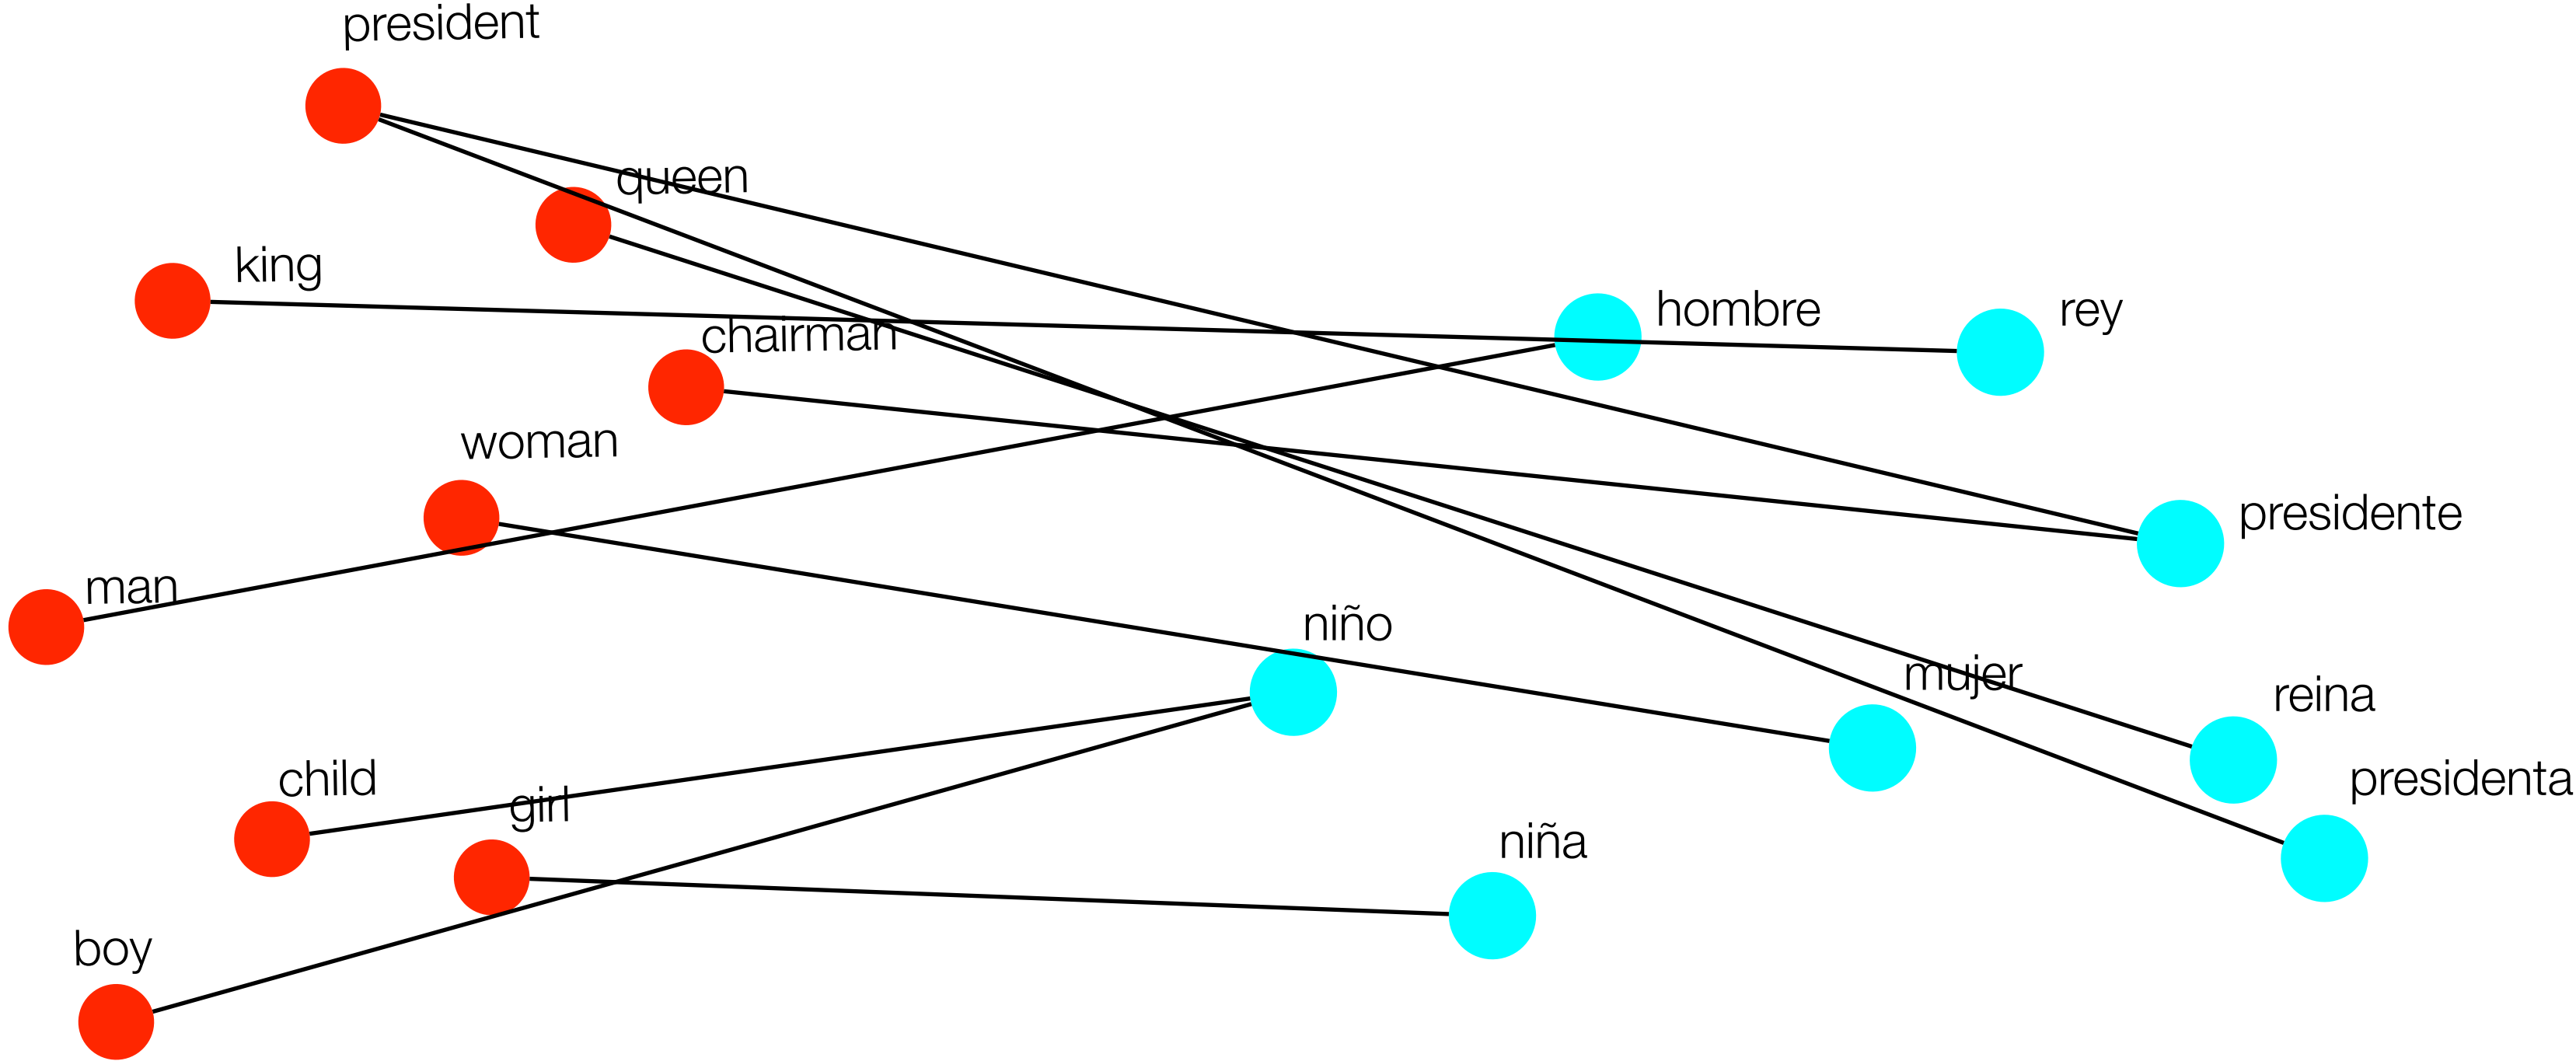 president
queen
king
chairman
hombre
rey
woman
presidente
man
niño
mujer
reina
child
girl
presidenta
niña
boy